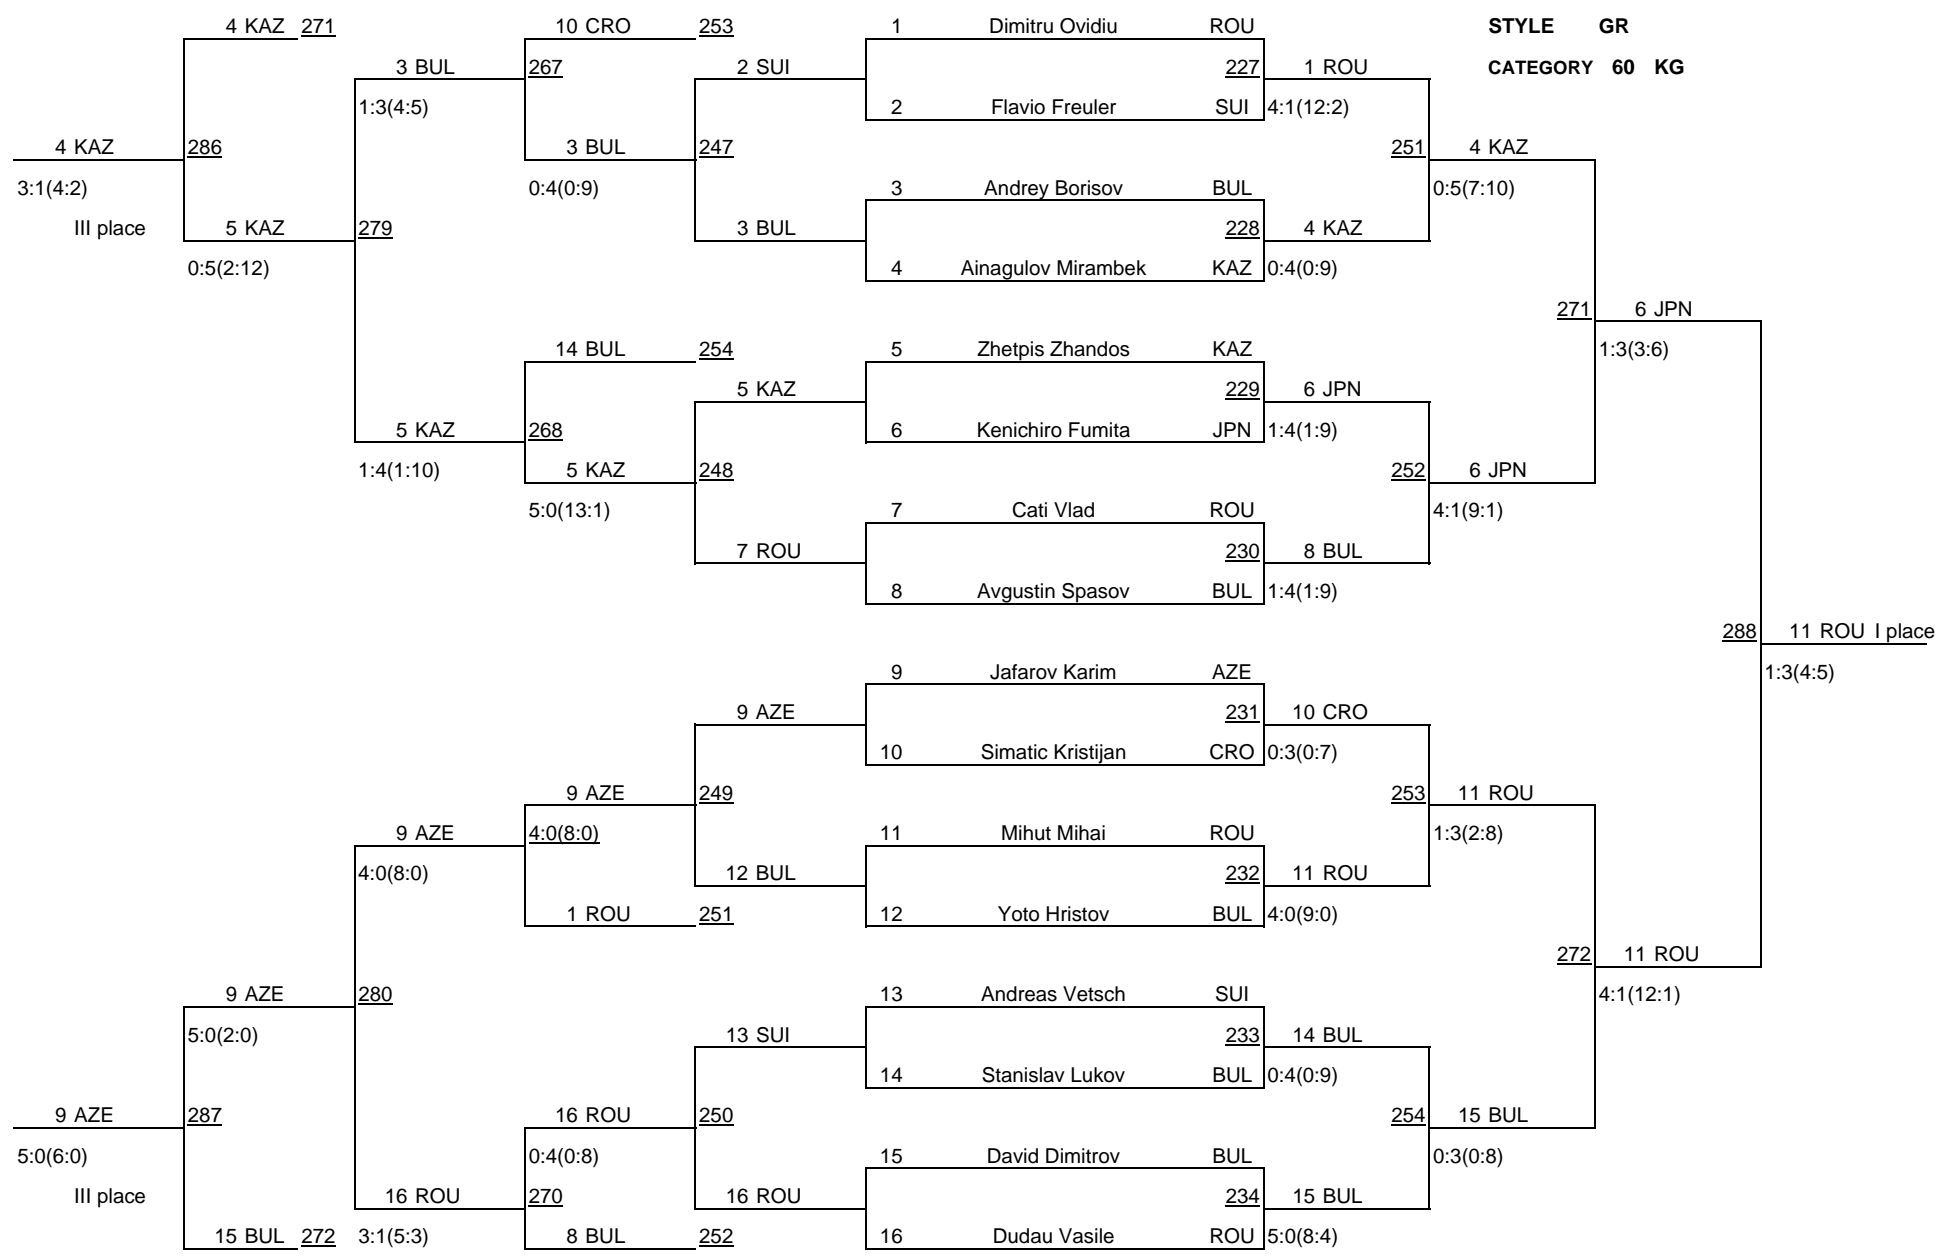 4 KAZ 271 10 CRO 253 1 Dimitru Ovidiu ROU STYLE GR
3 BUL 267 2 SUI 227 1 ROU CATEGORY 60 KG
1:3(4:5) 2 Flavio Freuler SUI 4:1(12:2)
4 KAZ 286 3 BUL 247 251 4 KAZ
3:1(4:2) 0:4(0:9) 3 Andrey Borisov BUL 0:5(7:10)
III place 5 KAZ 279 3 BUL 228 4 KAZ
0:5(2:12) 4 Ainagulov Mirambek KAZ 0:4(0:9)
271 6 JPN
14 BUL 254 5 Zhetpis Zhandos KAZ 1:3(3:6)
5 KAZ 229 6 JPN
5 KAZ 268 6 Kenichiro Fumita JPN 1:4(1:9)
1:4(1:10) 5 KAZ 248 252 6 JPN
5:0(13:1) 7 Cati Vlad ROU 4:1(9:1)
7 ROU 230 8 BUL
8 Avgustin Spasov BUL 1:4(1:9)
288 11 ROU I place
9 Jafarov Karim AZE 1:3(4:5)
9 AZE 231 10 CRO
10 Simatic Kristijan CRO 0:3(0:7)
9 AZE 249 253 11 ROU
9 AZE 4:0(8:0) 11 Mihut Mihai ROU 1:3(2:8)
4:0(8:0) 12 BUL 232 11 ROU
1 ROU 251 12 Yoto Hristov BUL 4:0(9:0)
272 11 ROU
9 AZE 280 13 Andreas Vetsch SUI 4:1(12:1)
5:0(2:0) 13 SUI 233 14 BUL
14 Stanislav Lukov BUL 0:4(0:9)
9 AZE 287 16 ROU 250 254 15 BUL
5:0(6:0) 0:4(0:8) 15 David Dimitrov BUL 0:3(0:8)
III place 16 ROU 270 16 ROU 234 15 BUL
15 BUL 272 3:1(5:3) 8 BUL 252 16 Dudau Vasile ROU 5:0(8:4)